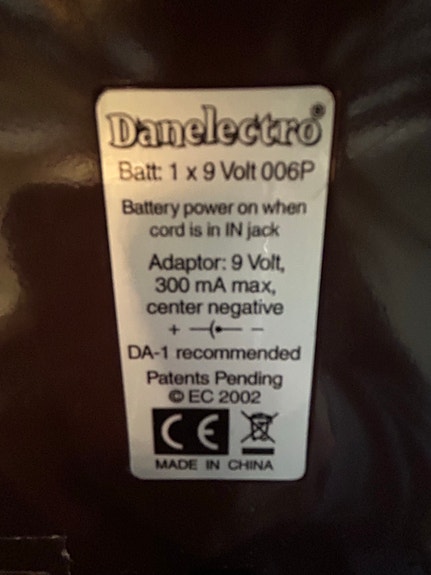 Danelectro®
Batt: 1 x 9 Volt 006P
Battery power on when
cord is in IN jack
Adaptor: 9 Volt,
300 mA max,
center negative
+ –
DA-1 recommended
Patents Pending
© EC 2002
CE
MADE IN CHINA